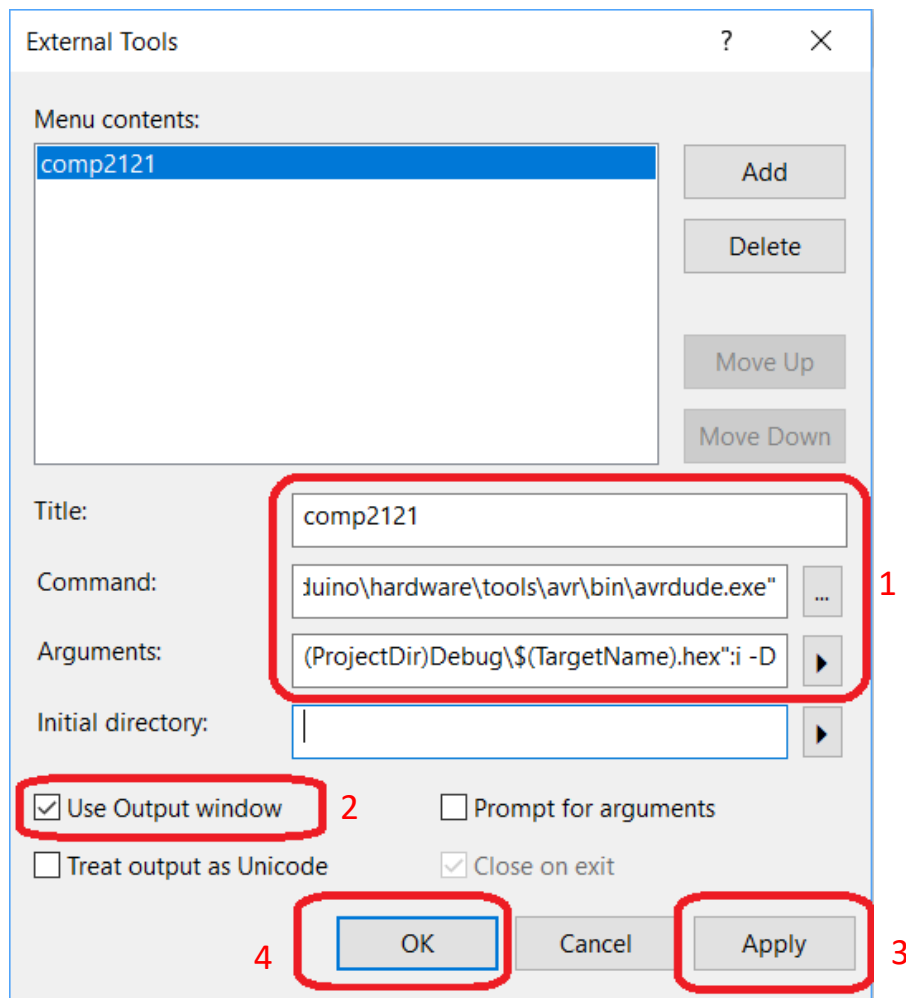 External Tools ?
Menu contents:
comp2121
Add
Delete
Move Up
Move Down
Title: comp2121
Command: duino\hardware\tools\avr\bin\avrdude.exe" ... 1
Arguments: (ProjectDir)Debug\$(TargetName).hex":i -D
Initial directory:
Use Output window 2 Prompt for arguments
Treat output as Unicode Close on exit
4 OK Cancel Apply 3